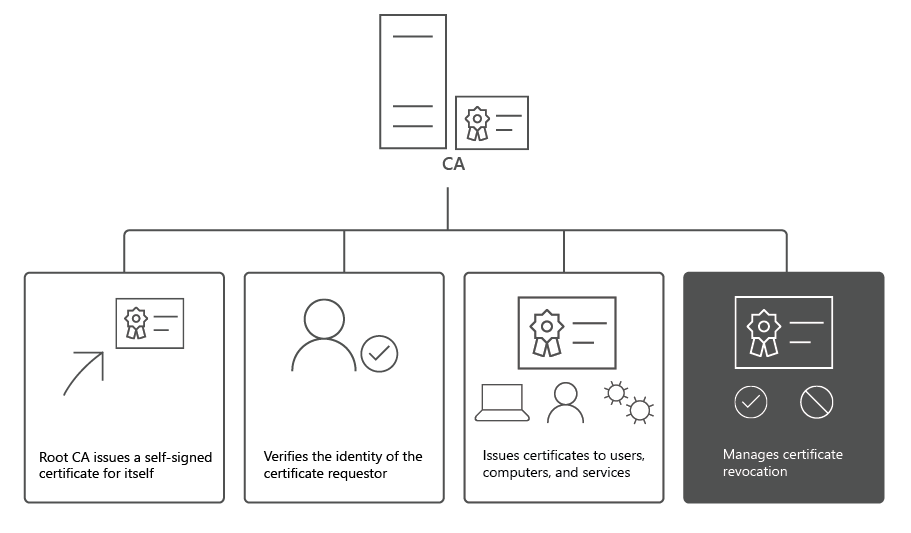 CA
Root CA issues a self-signed
certificate for itself
Verifies the identity of the
certificate requestor
Issues certificates to users,
computers, and services
Manages certificate
revocation